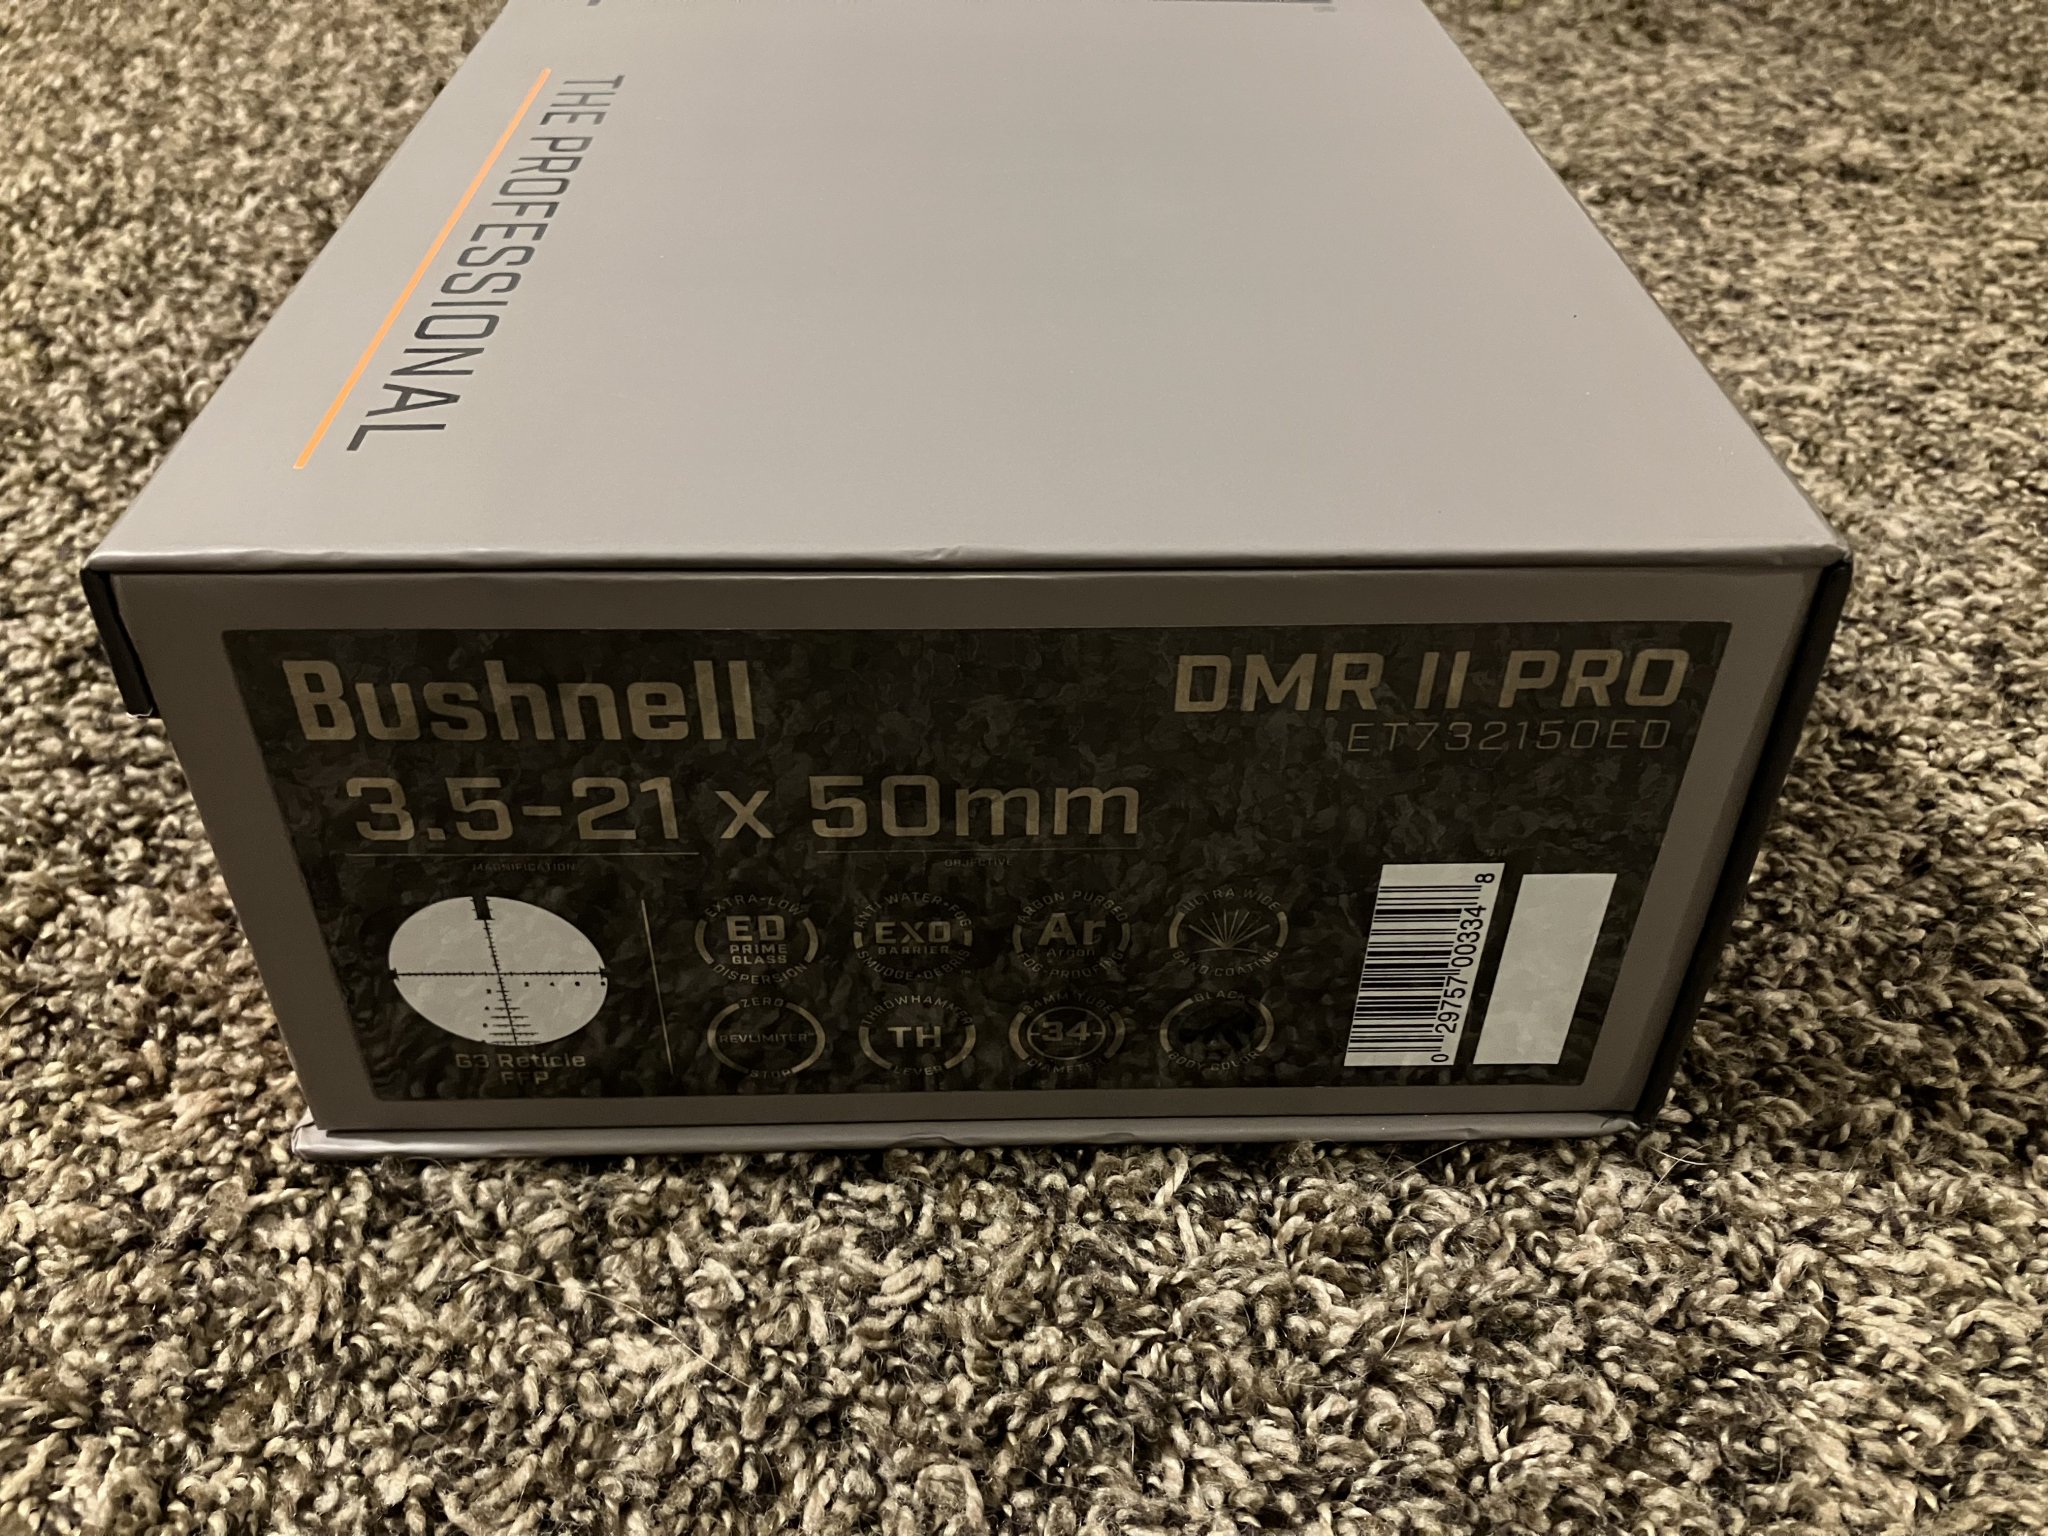 THE PROFESSIONAL
Bushnell
DMR II PRO
ET732150ED
3.5-21 x 50mm
MAGNIFICATION
OBJECTIVE
G3 Reticle
FFP
EXTRA-LOW
ED
PRIME
GLASS
DISPERSION
ANTI WATER•FOG
EXO
BARRIER
SMUDGE•DEBRIS
ARGON PURGED
Ar
Argon
FOG-PROOFING
ULTRA WIDE
BAND COATING
ZERO
REVLIMITER
STOP
THROWHAMMER
TH
LEVER
MM TUBE
-34-
DIAMETER
BLACK
BODY COLOR
0 29757 00334 8